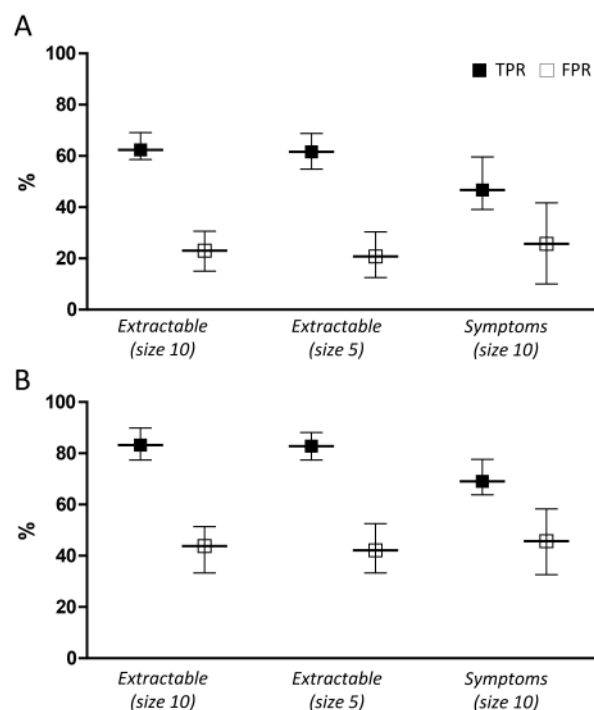 A
100
TPR FPR
80
60
%
40
20
0
Extractable Extractable Symptoms
(size 10) (size 5) (size 10)
B
100
80
60
%
40
20
0
Extractable Extractable Symptoms
(size 10) (size 5) (size 10)